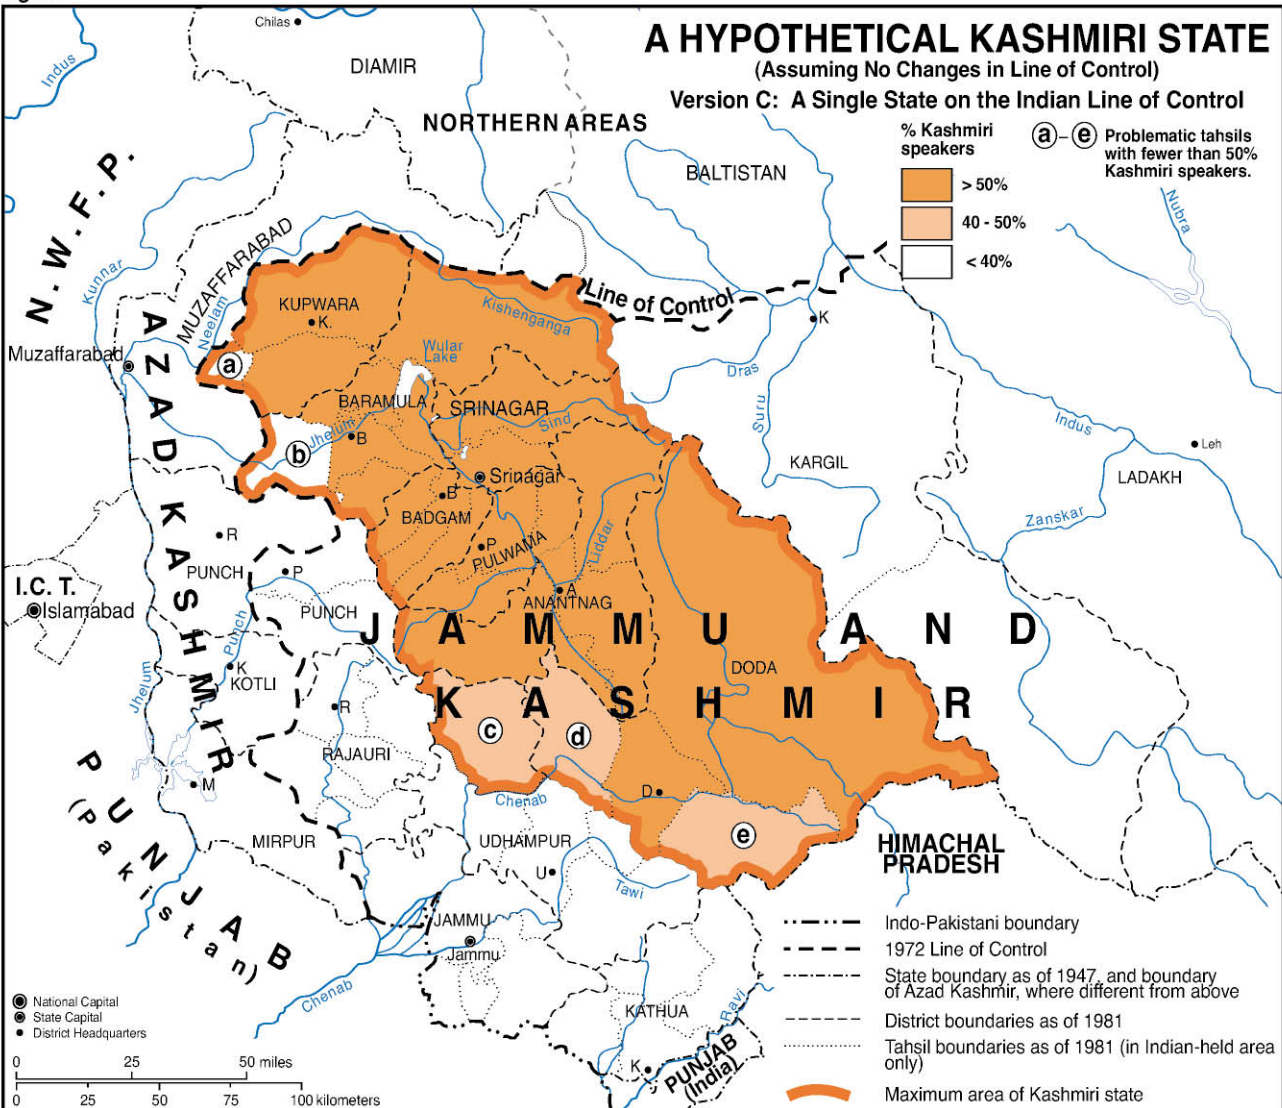 A HYPOTHETICAL KASHMIRI STATE
(Assuming No Changes in Line of Control)
Version C: A Single State on the Indian Line of Control
% Kashmiri
speakers
> 50%
40 - 50%
< 40%
a – e Problematic tahsils
with fewer than 50%
Kashmiri speakers.
Chilas
DIAMIR
Indus
NORTHERN AREAS
BALTISTAN
Nubra
N.W.F.P.
Kunnar
MUZAFFARABAD
Neelam
KUPWARA
K.
Kishenganga
Line of Control
K
Muzaffarabad
a
Wular
Lake
Dras
Suru
BARAMULA
SRINAGAR
Sind
Indus
Leh
b
Jhelum
B
KARGIL
LADAKH
Srinagar
B
BADGAM
Zanskar
AZAD KASHMIR
R
P
PULWAMA
Liddar
I.C.T.
Islamabad
PUNCH
P
PUNCH
A
ANANTNAG
JAMMU AND
Punch
K
KOTLI
DODA
Jhelum
R
KASHMIR
c
d
RAJAURI
M
PUNJAB
(Pakistan)
Chenab
D
e
MIRPUR
UDHAMPUR
U
Tawi
HIMACHAL
PRADESH
JAMMU
Jammu
Chenab
KATHUA
Ravi
K
PUNJAB
(India)
Indo-Pakistani boundary
1972 Line of Control
State boundary as of 1947, and boundary
of Azad Kashmir, where different from above
District boundaries as of 1981
Tahsil boundaries as of 1981 (in Indian-held area
only)
Maximum area of Kashmiri state
National Capital
State Capital
District Headquarters
0 25 50 miles
0 25 50 75 100 kilometers